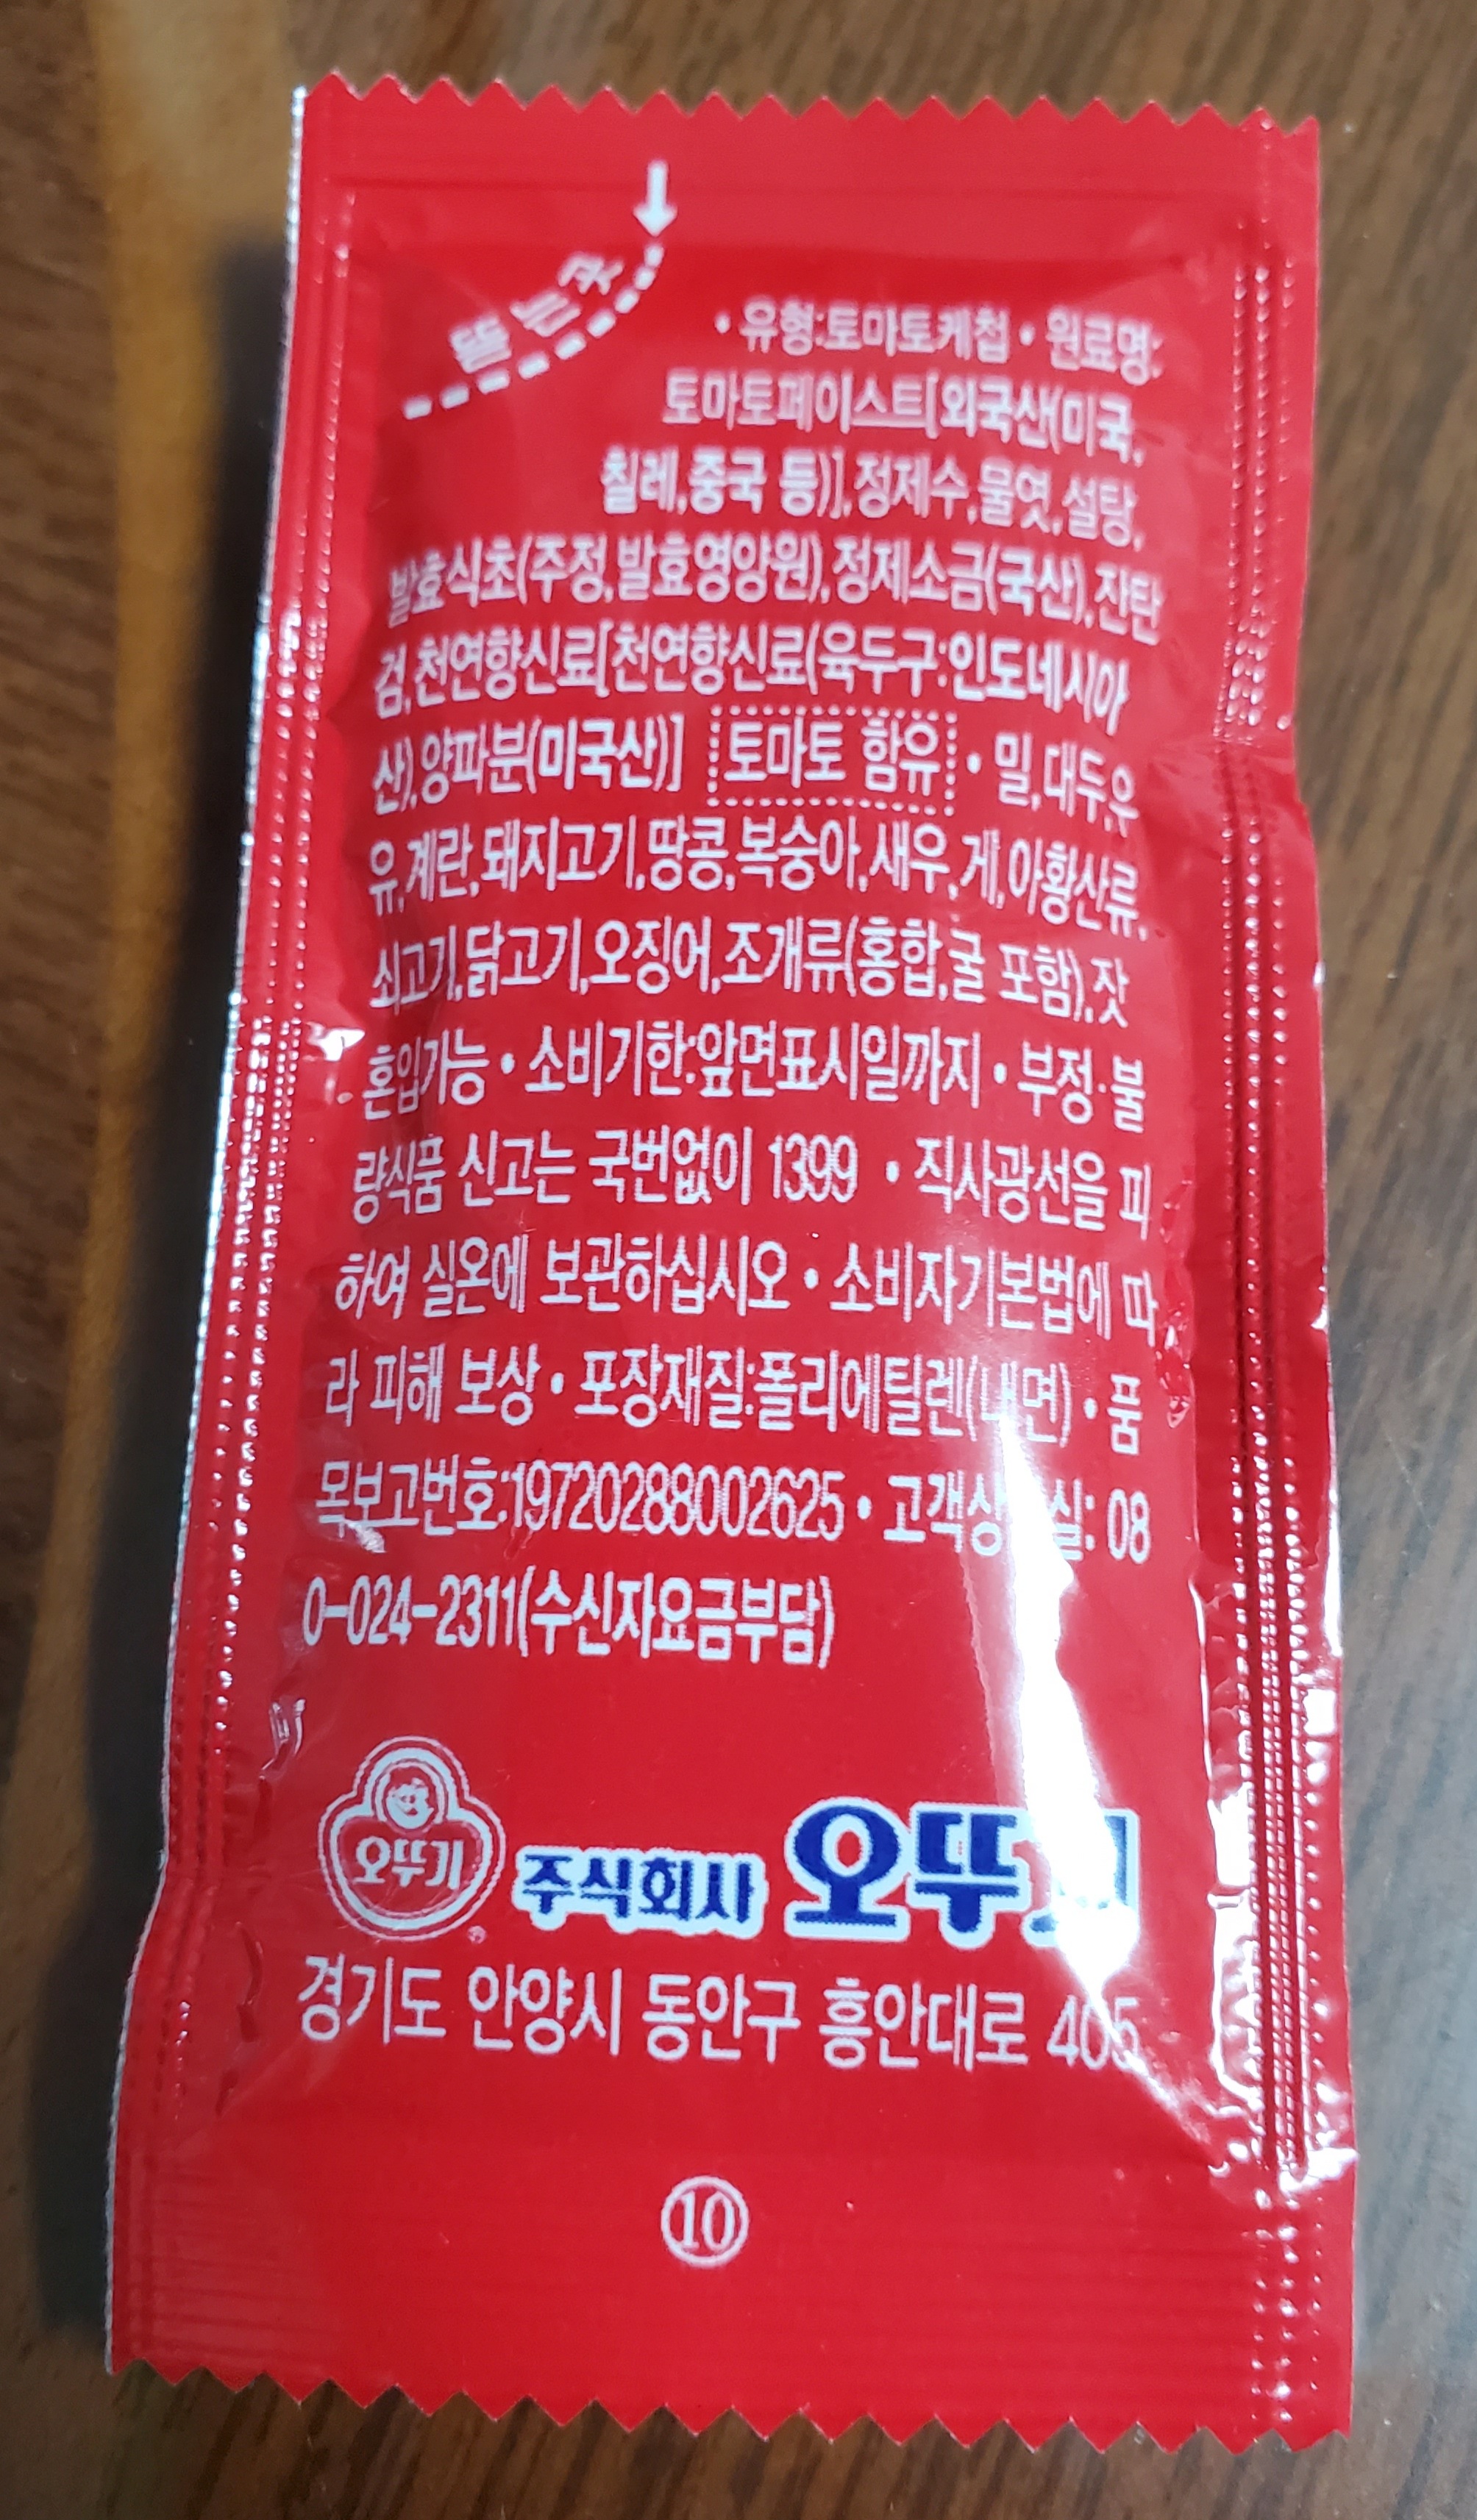 뜯는곳
• 유형:토마토케첩 • 원료명:
토마토페이스트[외국산(미국,
칠레,중국 등)],정제수,물엿,설탕,
발효식초(주정,발효영양원),정제소금(국산),잔탄
검,천연향신료[천연향신료(육두구:인도네시아
산),양파분(미국산)] 토마토 함유 • 밀,대두,우
유,계란,돼지고기,땅콩,복숭아,새우,게,아황산류,
쇠고기,닭고기,오징어,조개류(홍합,굴 포함),잣
혼입가능 • 소비기한:앞면표시일까지 • 부정·불
량식품 신고는 국번없이 1399 • 직사광선을 피
하여 실온에 보관하십시오 • 소비자기본법에 따
라 피해 보상 • 포장재질:폴리에틸렌(내면) • 품
목보고번호:19720288002625 • 고객상담실: 08
0-024-2311(수신자요금부담)
오뚜기
주식회사 오뚜기
경기도 안양시 동안구 흥안대로 405
⑩